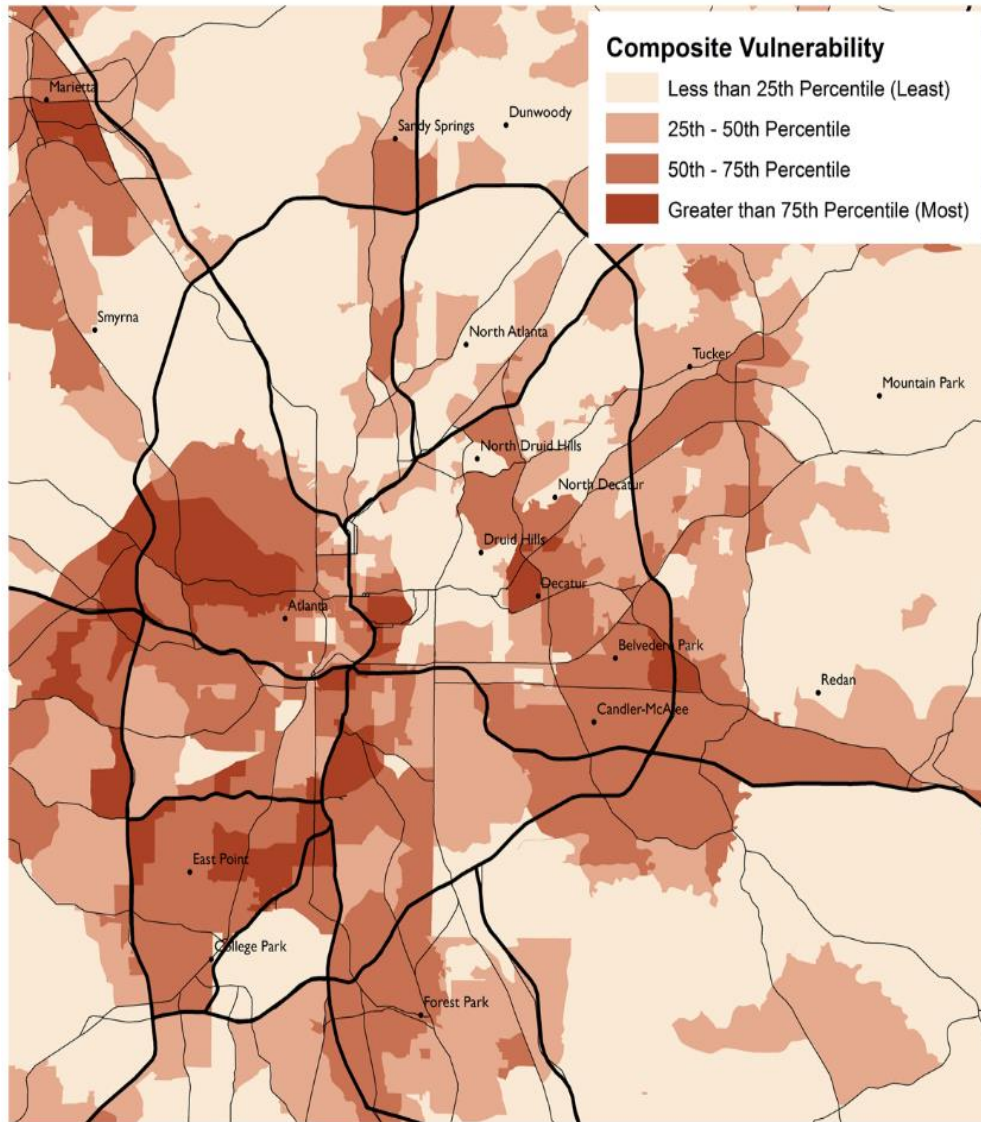 Composite Vulnerability
Less than 25th Percentile (Least)
25th - 50th Percentile
50th - 75th Percentile
Greater than 75th Percentile (Most)
Marietta
Dunwoody
Sandy Springs
Smyrna
North Atlanta
Tucker
Mountain Park
North Druid Hills
North Decatur
Druid Hills
Decatur
Atlanta
Belvedere Park
Redan
Candler-McAfee
East Point
College Park
Forest Park